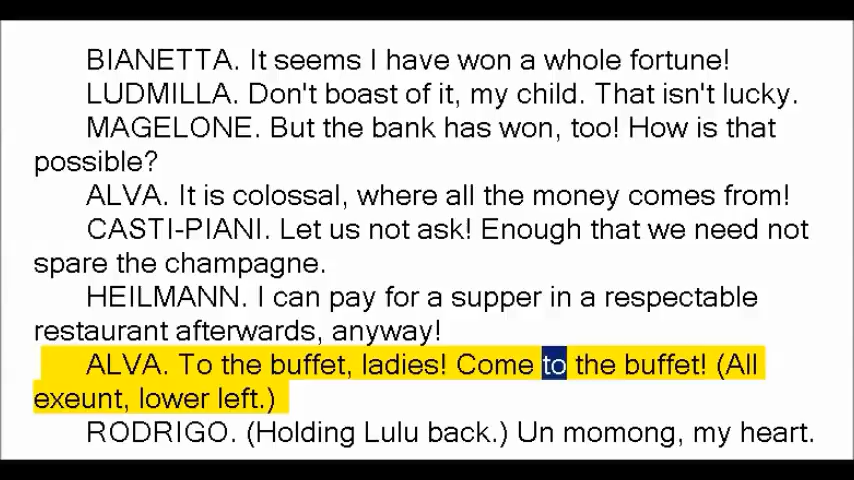 BIANETTA. It seems I have won a whole fortune!
LUDMILLA. Don't boast of it, my child. That isn't lucky.
MAGELONE. But the bank has won, too! How is that
possible?
ALVA. It is colossal, where all the money comes from!
CASTI-PIANI. Let us not ask! Enough that we need not
spare the champagne.
HEILMANN. I can pay for a supper in a respectable
restaurant afterwards, anyway!
ALVA. To the buffet, ladies! Come to the buffet! (All
exeunt, lower left.)
RODRIGO. (Holding Lulu back.) Un momong, my heart.